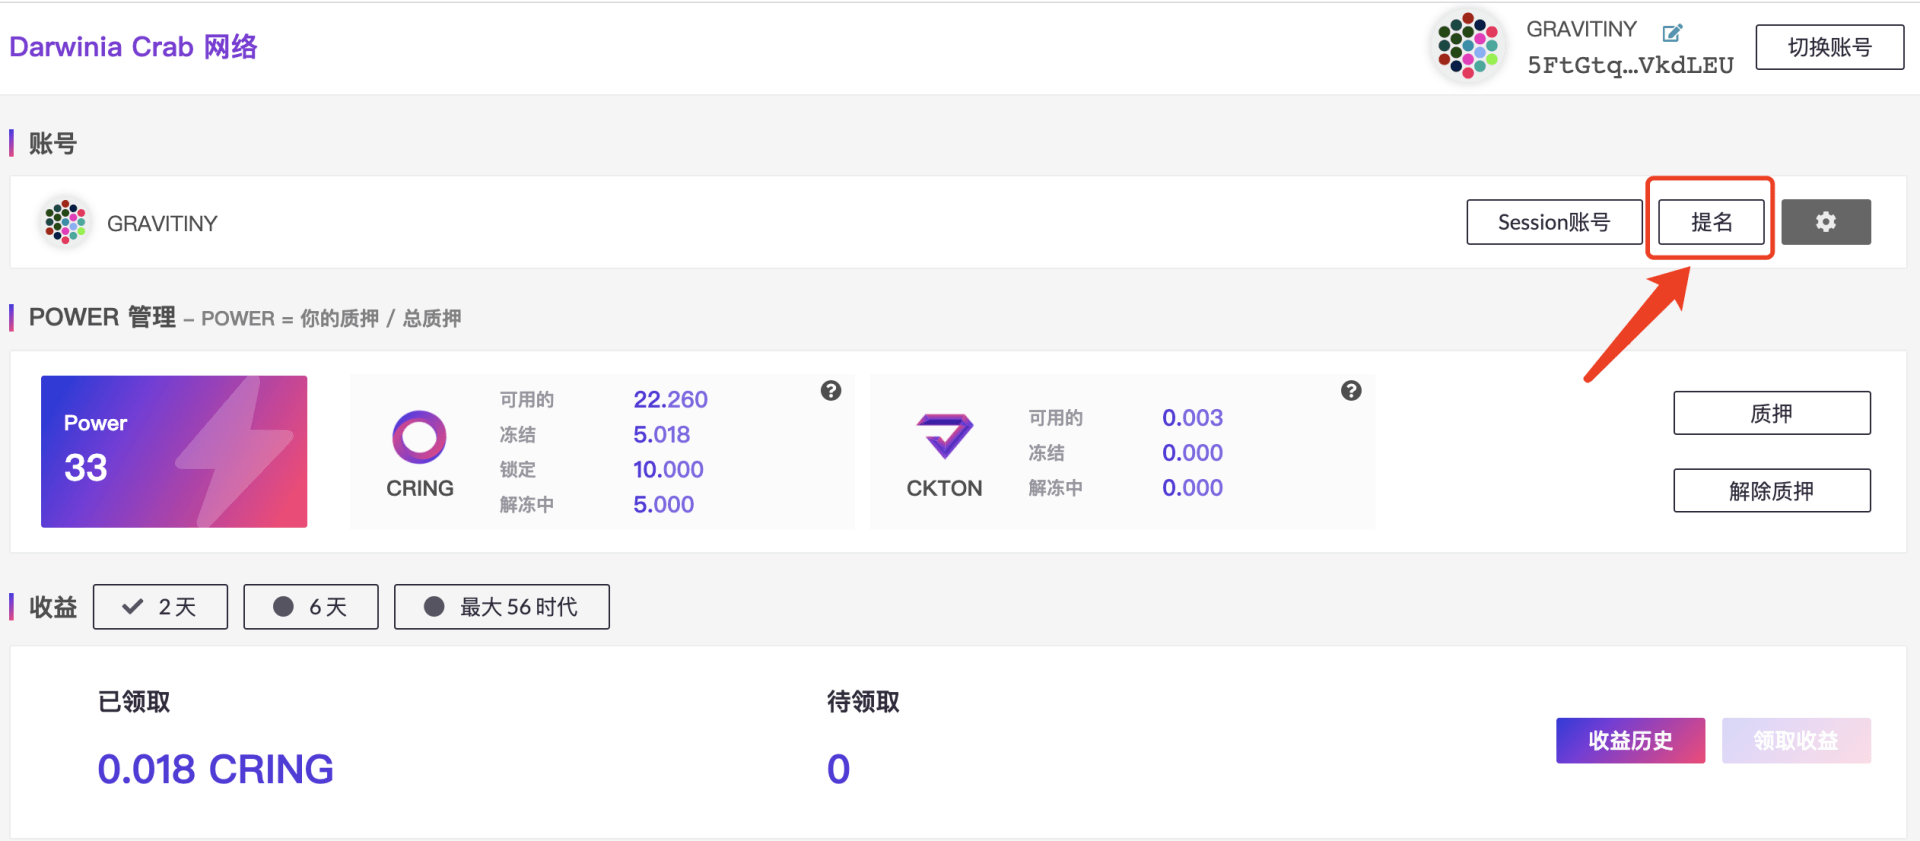 Darwinia Crab 网络
GRAVITINY
5FtGtq…VkdLEU
切换账号
账号
GRAVITINY
Session账号
提名
POWER 管理 – POWER = 你的质押 / 总质押
Power
33
CRING
可用的 22.260
冻结 5.018
锁定 10.000
解冻中 5.000
CKTON
可用的 0.003
冻结 0.000
解冻中 0.000
质押
解除质押
收益
2 天
6 天
最大 56 时代
已领取
0.018 CRING
待领取
0
收益历史
领取收益